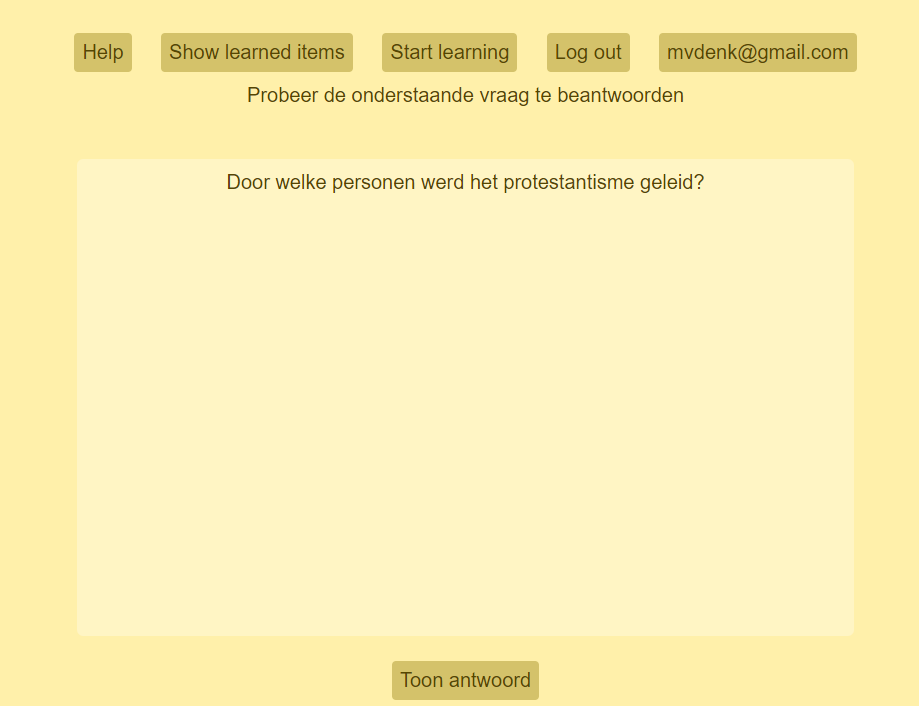 Help Show learned items Start learning Log out mvdenk@gmail.com
Probeer de onderstaande vraag te beantwoorden
Door welke personen werd het protestantisme geleid?
Toon antwoord